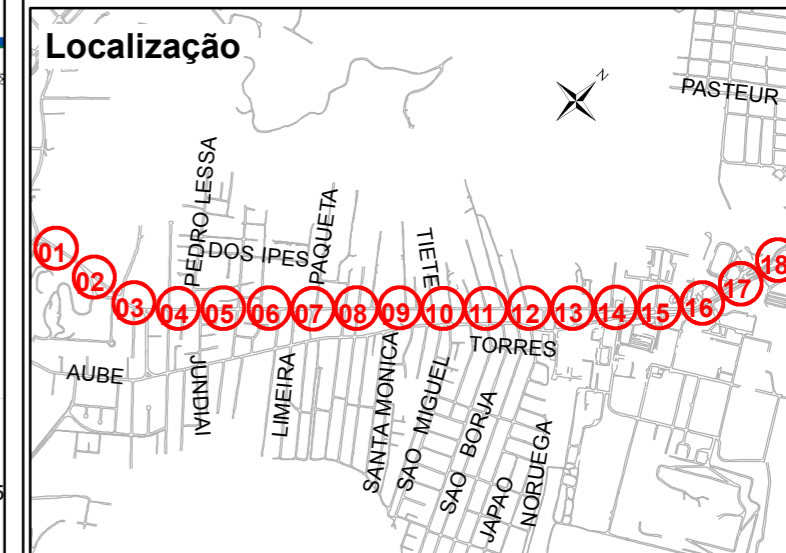 Localização
N
PASTEUR
PEDRO LESSA
DOS IPES
PAQUETA
TIETE
01
02
03
04
05
06
07
08
09
10
11
12
13
14
15
16
17
18
TORRES
AUBE
JUNDIAI
LIMEIRA
SANTA MONICA
SAO MIGUEL
SAO BORJA
JAPAO
NORUEGA
5